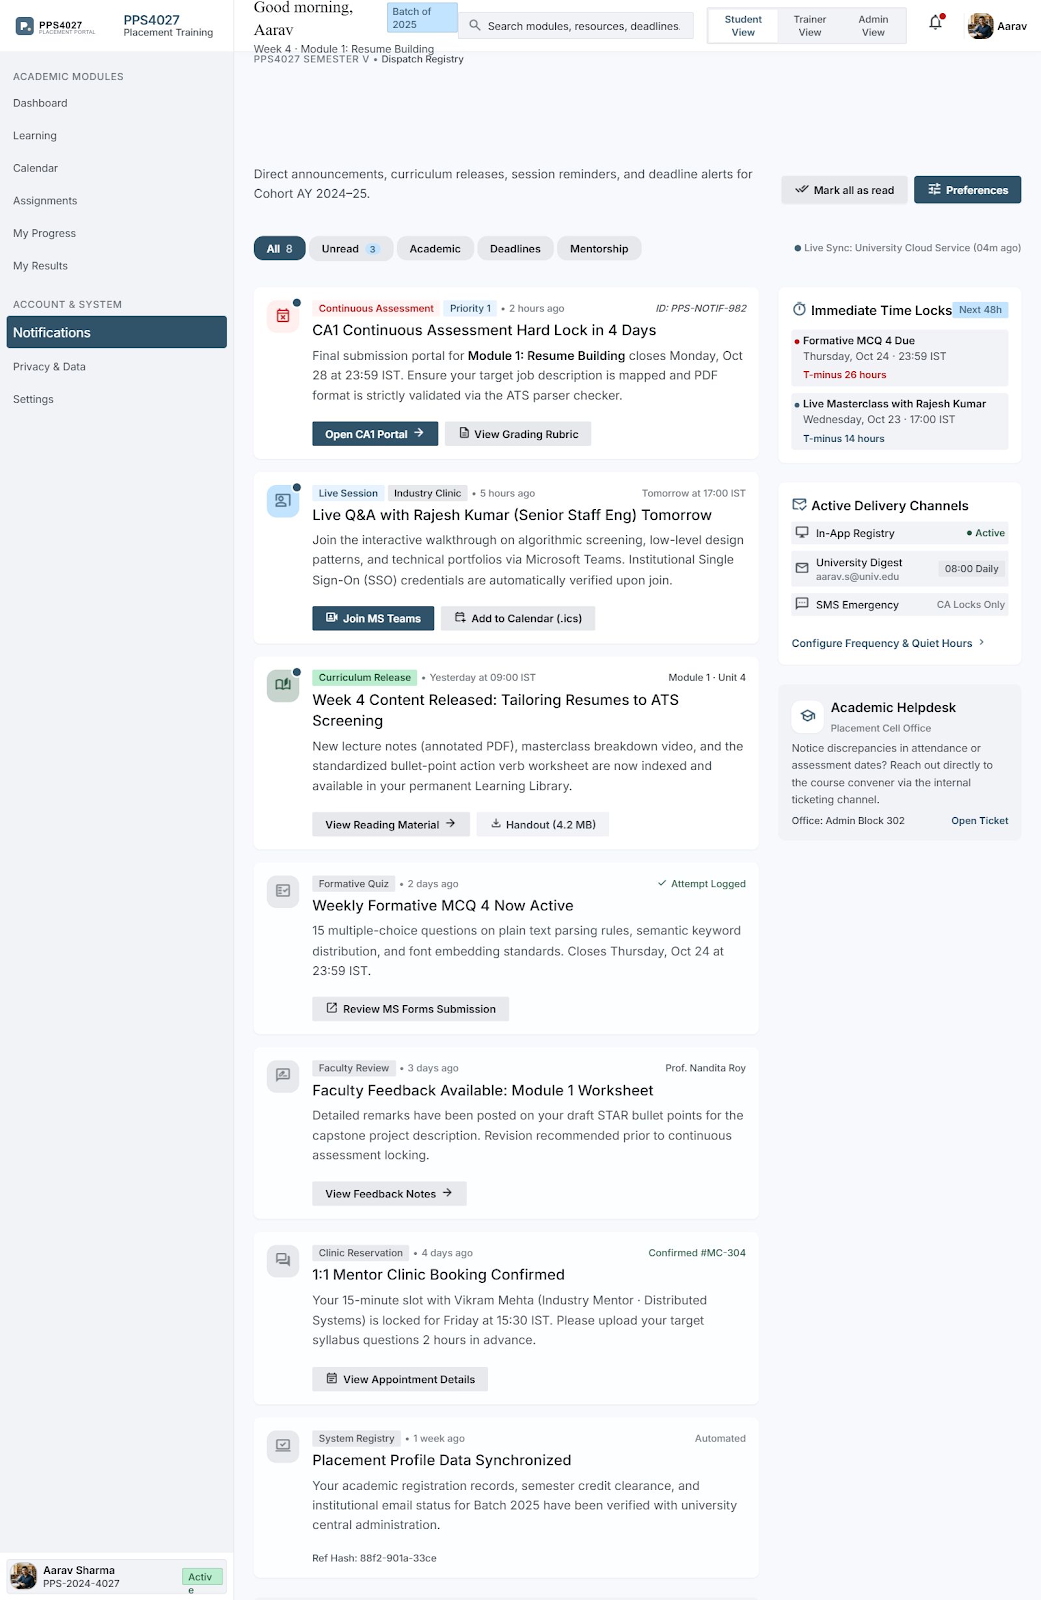 P. PPS4027
PLACEMENT PORTAL
PPS4027
Placement Training
Good morning,
Aarav
Batch of
2025
Week 4 · Module 1: Resume Building
Search modules, resources, deadlines.
Student
View
Trainer
View
Admin
View
Aarav
ACADEMIC MODULES
Dashboard
Learning
Calendar
Assignments
My Progress
My Results
ACCOUNT & SYSTEM
Notifications
Privacy & Data
Settings
Aarav Sharma
PPS-2024-4027
Activ
e
PPS4027 SEMESTER V • Dispatch Registry
Direct announcements, curriculum releases, session reminders, and deadline alerts for
Cohort AY 2024–25.
Mark all as read
Preferences
All 8
Unread 3
Academic
Deadlines
Mentorship
Live Sync: University Cloud Service (04m ago)
Continuous Assessment Priority 1 • 2 hours ago ID: PPS-NOTIF-982
CA1 Continuous Assessment Hard Lock in 4 Days
Final submission portal for Module 1: Resume Building closes Monday, Oct
28 at 23:59 IST. Ensure your target job description is mapped and PDF
format is strictly validated via the ATS parser checker.
Open CA1 Portal → View Grading Rubric
Live Session Industry Clinic • 5 hours ago Tomorrow at 17:00 IST
Live Q&A with Rajesh Kumar (Senior Staff Eng) Tomorrow
Join the interactive walkthrough on algorithmic screening, low-level design
patterns, and technical portfolios via Microsoft Teams. Institutional Single
Sign-On (SSO) credentials are automatically verified upon join.
Join MS Teams Add to Calendar (.ics)
Curriculum Release • Yesterday at 09:00 IST Module 1 · Unit 4
Week 4 Content Released: Tailoring Resumes to ATS
Screening
New lecture notes (annotated PDF), masterclass breakdown video, and the
standardized bullet-point action verb worksheet are now indexed and
available in your permanent Learning Library.
View Reading Material → Handout (4.2 MB)
Formative Quiz • 2 days ago ✓ Attempt Logged
Weekly Formative MCQ 4 Now Active
15 multiple-choice questions on plain text parsing rules, semantic keyword
distribution, and font embedding standards. Closes Thursday, Oct 24 at
23:59 IST.
Review MS Forms Submission
Faculty Review • 3 days ago Prof. Nandita Roy
Faculty Feedback Available: Module 1 Worksheet
Detailed remarks have been posted on your draft STAR bullet points for the
capstone project description. Revision recommended prior to continuous
assessment locking.
View Feedback Notes →
Clinic Reservation • 4 days ago Confirmed #MC-304
1:1 Mentor Clinic Booking Confirmed
Your 15-minute slot with Vikram Mehta (Industry Mentor · Distributed
Systems) is locked for Friday at 15:30 IST. Please upload your target
syllabus questions 2 hours in advance.
View Appointment Details
System Registry • 1 week ago Automated
Placement Profile Data Synchronized
Your academic registration records, semester credit clearance, and
institutional email status for Batch 2025 have been verified with university
central administration.
Ref Hash: 88f2-901a-33ce
Immediate Time Locks Next 48h
Formative MCQ 4 Due
Thursday, Oct 24 · 23:59 IST
T-minus 26 hours
Live Masterclass with Rajesh Kumar
Wednesday, Oct 23 · 17:00 IST
T-minus 14 hours
Active Delivery Channels
In-App Registry • Active
University Digest
aarav.s@univ.edu
08:00 Daily
SMS Emergency CA Locks Only
Configure Frequency & Quiet Hours >
Academic Helpdesk
Placement Cell Office
Notice discrepancies in attendance or
assessment dates? Reach out directly to
the course convener via the internal
ticketing channel.
Office: Admin Block 302 Open Ticket